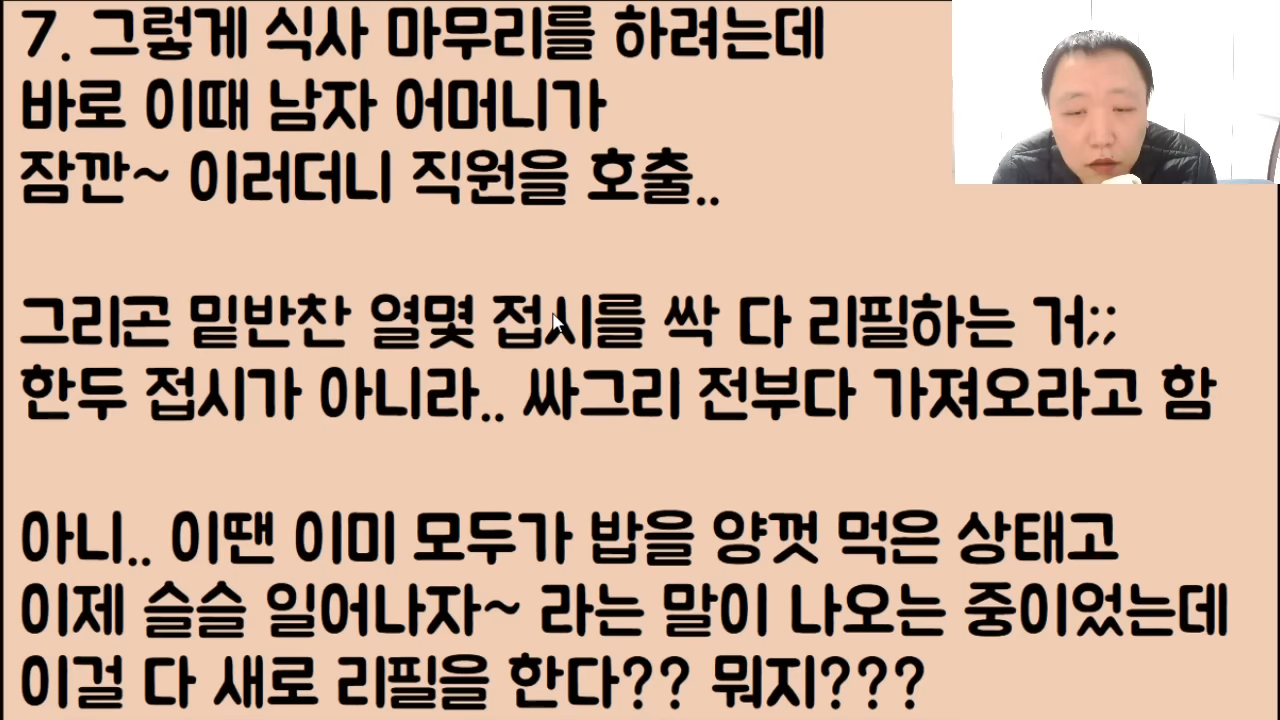 7. 그렇게 식사 마무리를 하려는데
바로 이때 남자 어머니가
잠깐~ 이러더니 직원을 호출..
그리곤 밑반찬 열몇 접시를 싹 다 리필하는 거;;
한두 접시가 아니라.. 싸그리 전부다 가져오라고 함
아니.. 이땐 이미 모두가 밥을 양껏 먹은 상태고
이제 슬슬 일어나자~ 라는 말이 나오는 중이었는데
이걸 다 새로 리필을 한다?? 뭐지???